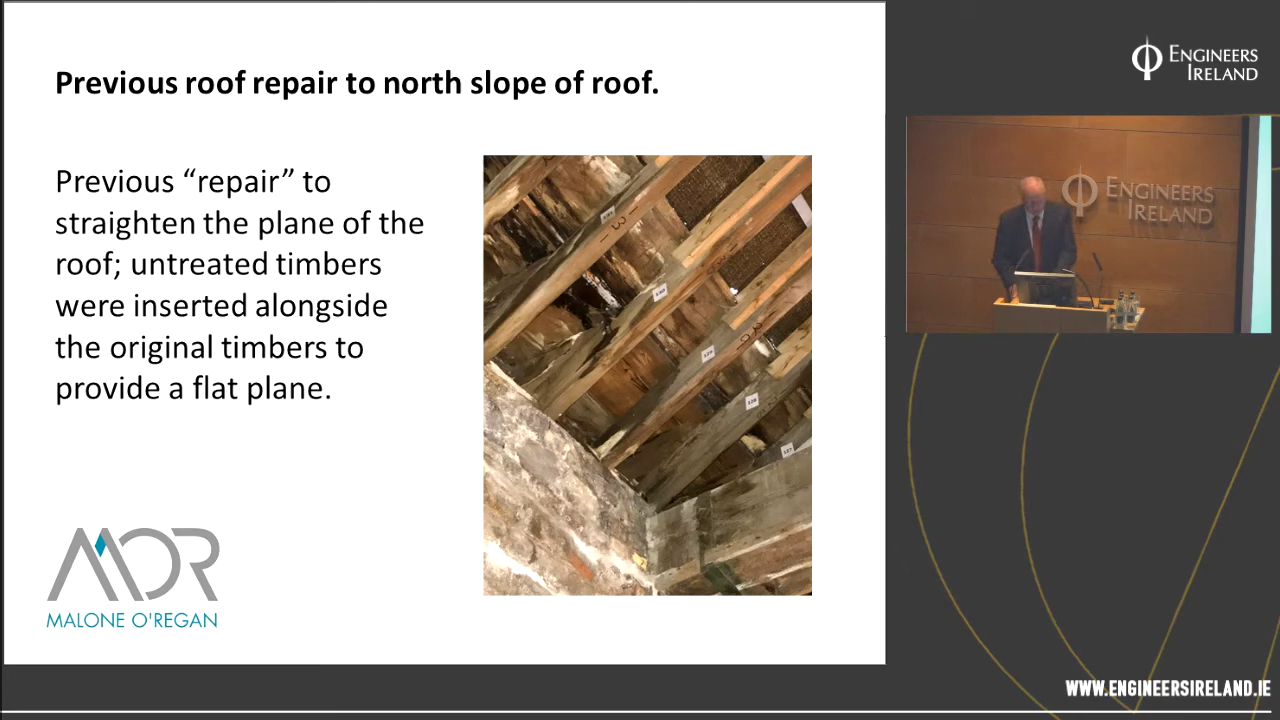 Previous roof repair to north slope of roof.
Previous “repair” to
straighten the plane of the
roof; untreated timbers
were inserted alongside
the original timbers to
provide a flat plane.
MOR
MALONE O'REGAN
ENGINEERS
IRELAND
ENGINEERS
IRELAND
WWW.ENGINEERSIRELAND.IE